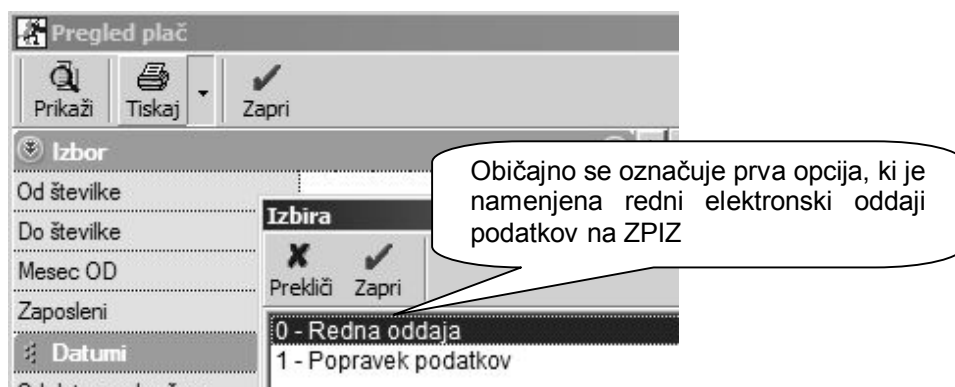 Pregled plač
Prikaži Tiskaj Zapri
Izbor
Od številke
Do številke
Mesec OD
Zaposleni
Datumi
Izbira
Prekliči Zapri
0 - Redna oddaja
1 - Popravek podatkov
Običajno se označuje prva opcija, ki je
namenjena redni elektronski oddaji
podatkov na ZPIZ